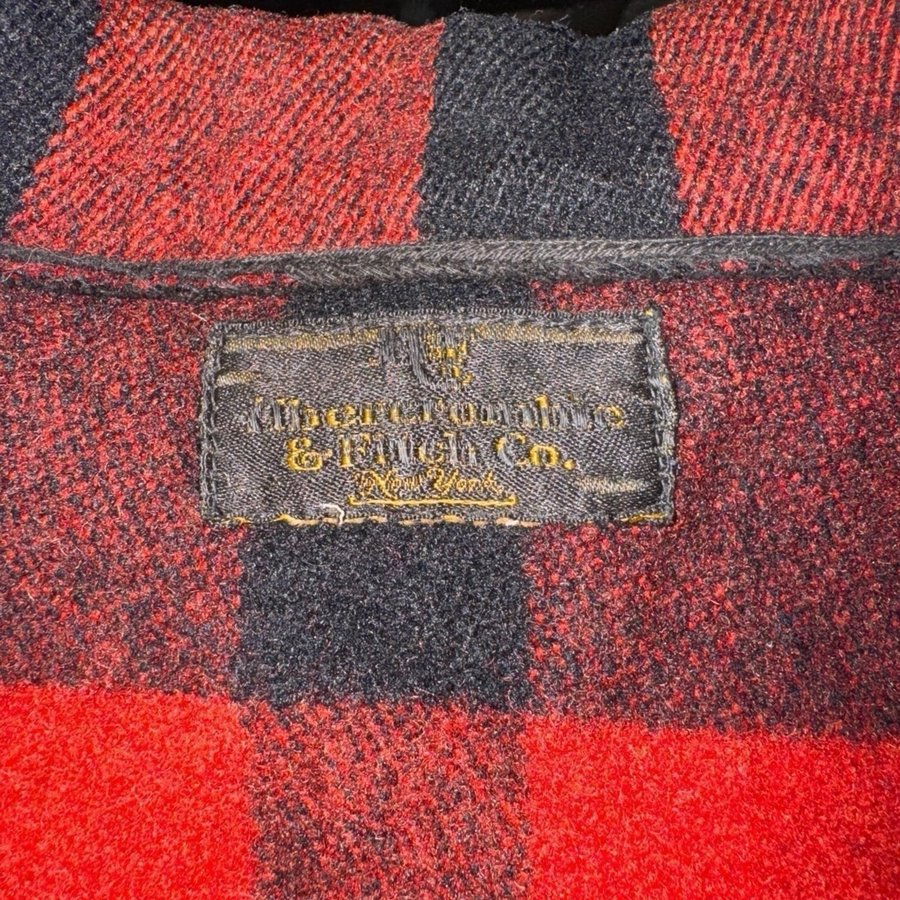 Abercrombie
& Fitch Co.
New York